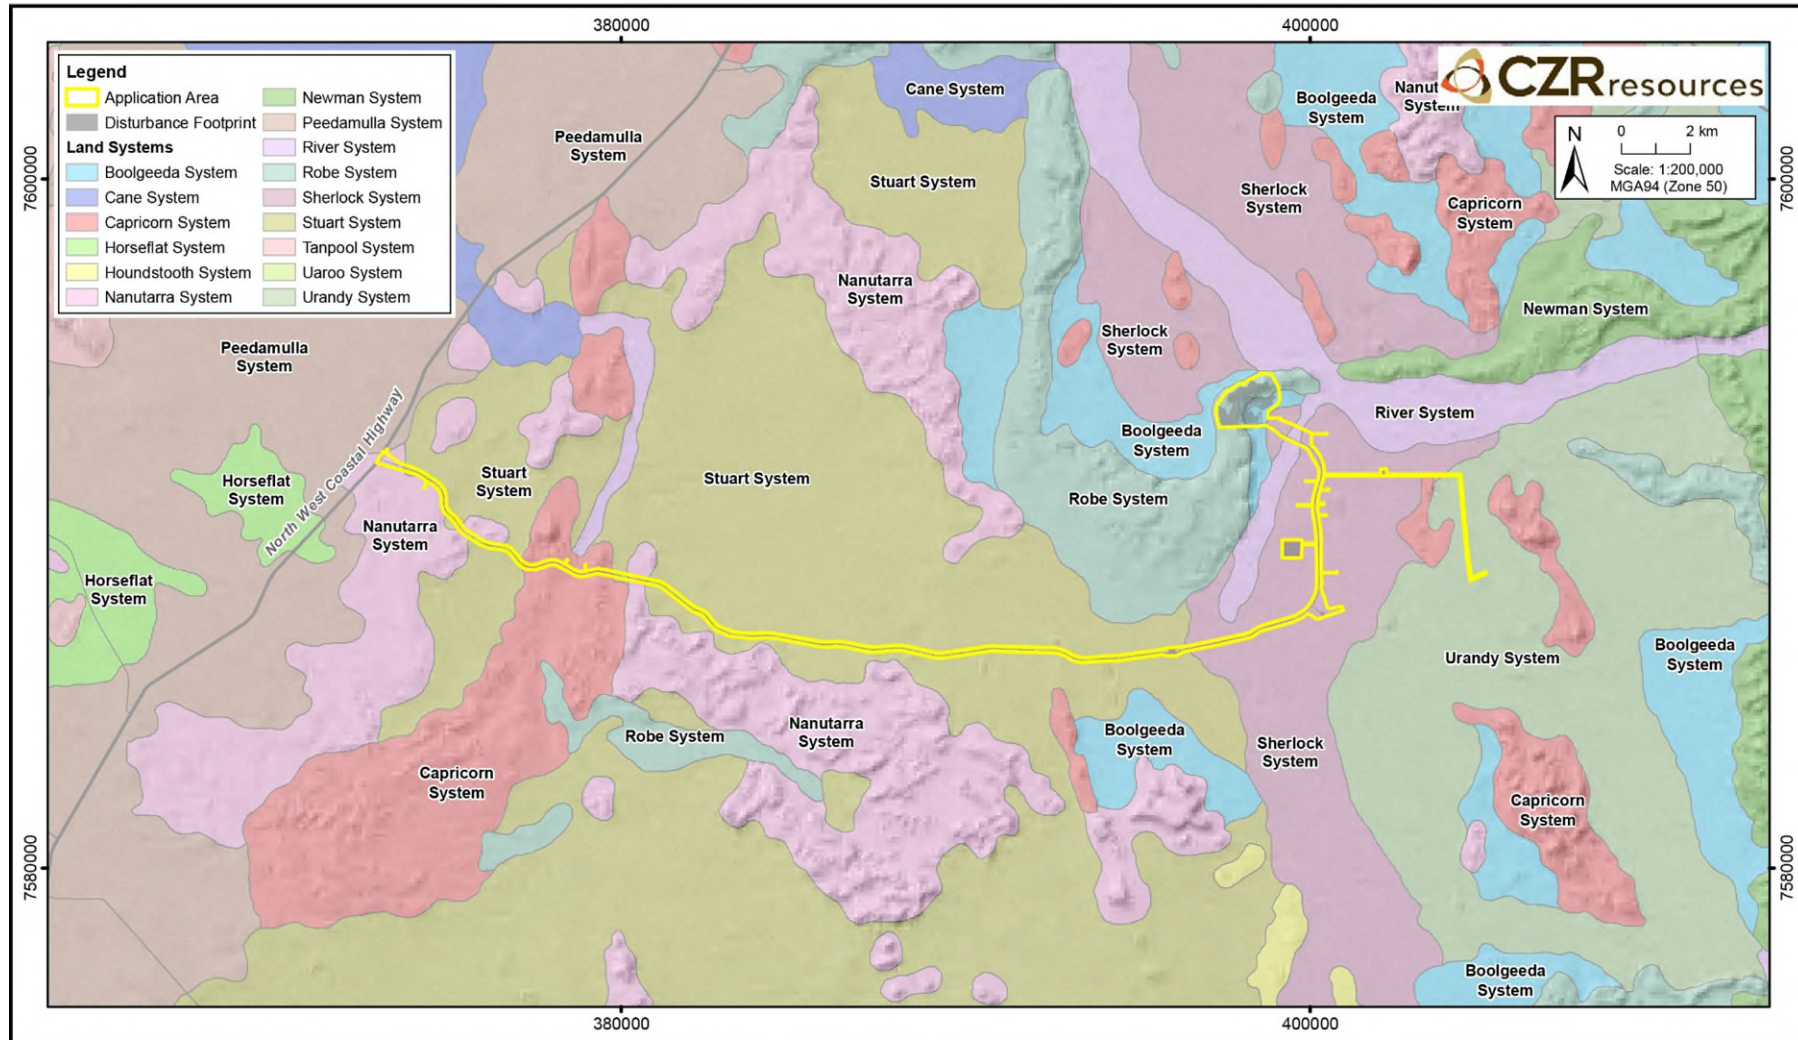 380000
400000
Legend
Application Area
Disturbance Footprint
Land Systems
Boolgeeda System
Cane System
Capricorn System
Horseflat System
Houndstooth System
Nanutarra System
Newman System
Peedamulla System
River System
Robe System
Sherlock System
Stuart System
Tanpool System
Uaroo System
Urandy System
CZR resources
N
0 2 km
Scale: 1:200,000
MGA94 (Zone 50)
7600000
7600000
Cane System
Boolgeeda
System
Nanut
System
Peedamulla
System
Stuart System
Sherlock
System
Capricorn
System
Nanutarra
System
Newman System
Sherlock
System
Peedamulla
System
River System
North West Coastal Highway
Boolgeeda
System
Horseflat
System
Stuart
System
Stuart System
Robe System
Nanutarra
System
Horseflat
System
Urandy System
Boolgeeda
System
Robe System
Nanutarra
System
Boolgeeda
System
Sherlock
System
Capricorn
System
Capricorn
System
7580000
7580000
Boolgeeda
System
380000
400000